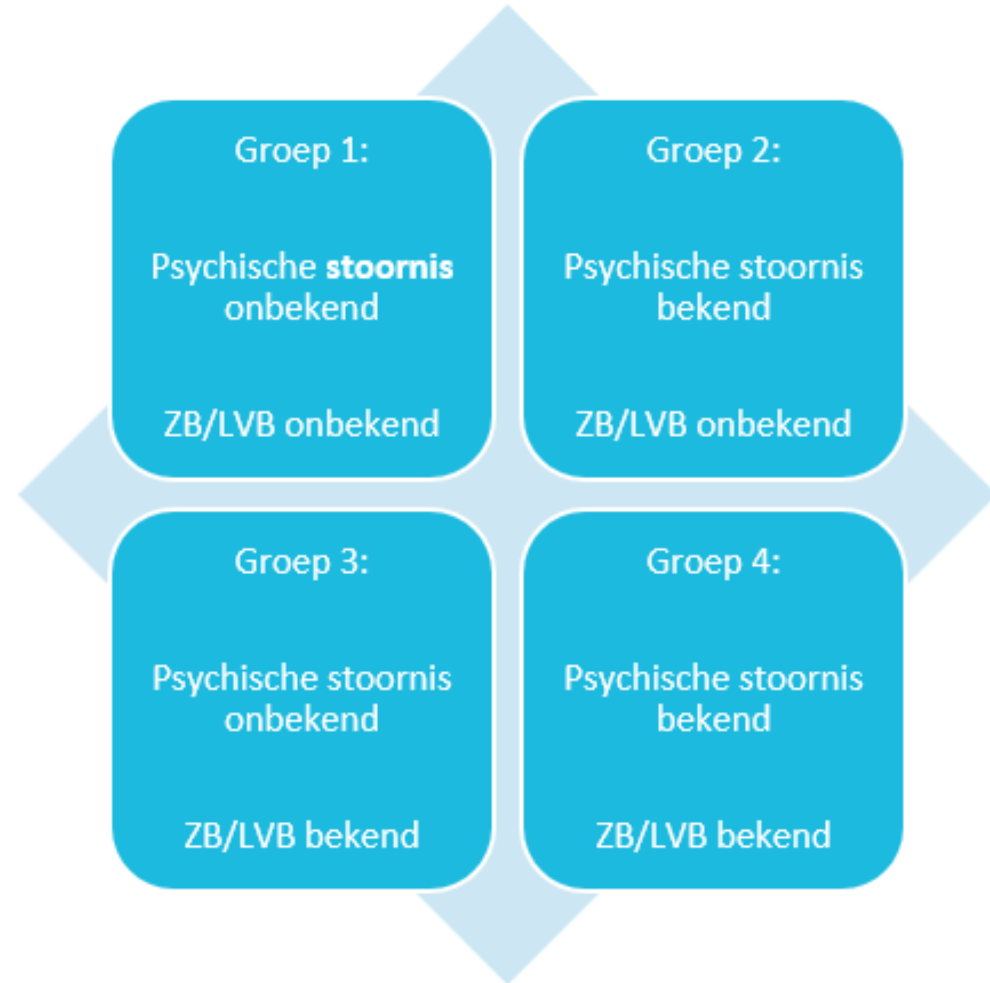 Groep 1:
Psychische stoornis
onbekend
ZB/LVB onbekend
Groep 2:
Psychische stoornis
bekend
ZB/LVB onbekend
Groep 3:
Psychische stoornis
onbekend
ZB/LVB bekend
Groep 4:
Psychische stoornis
bekend
ZB/LVB bekend